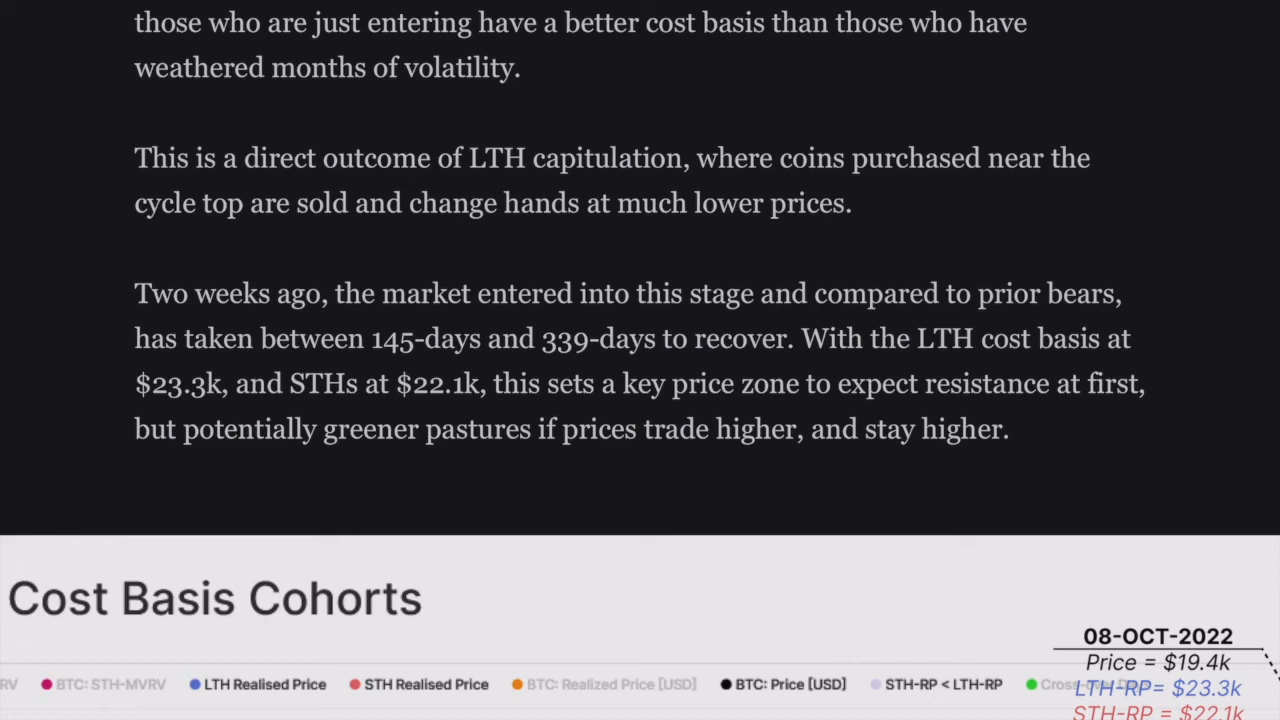 those who are just entering have a better cost basis than those who have
weathered months of volatility.
This is a direct outcome of LTH capitulation, where coins purchased near the
cycle top are sold and change hands at much lower prices.
Two weeks ago, the market entered into this stage and compared to prior bears,
has taken between 145-days and 339-days to recover. With the LTH cost basis at
$23.3k, and STHs at $22.1k, this sets a key price zone to expect resistance at first,
but potentially greener pastures if prices trade higher, and stay higher.
Cost Basis Cohorts
08-OCT-2022
Price = $19.4k
RV BTC: STH-MVRV LTH Realised Price STH Realised Price BTC: Realized Price [USD] BTC: Price [USD] STH-RP < LTH-RP
LTH-RP= $23.3k
STH-RP = $22.1k